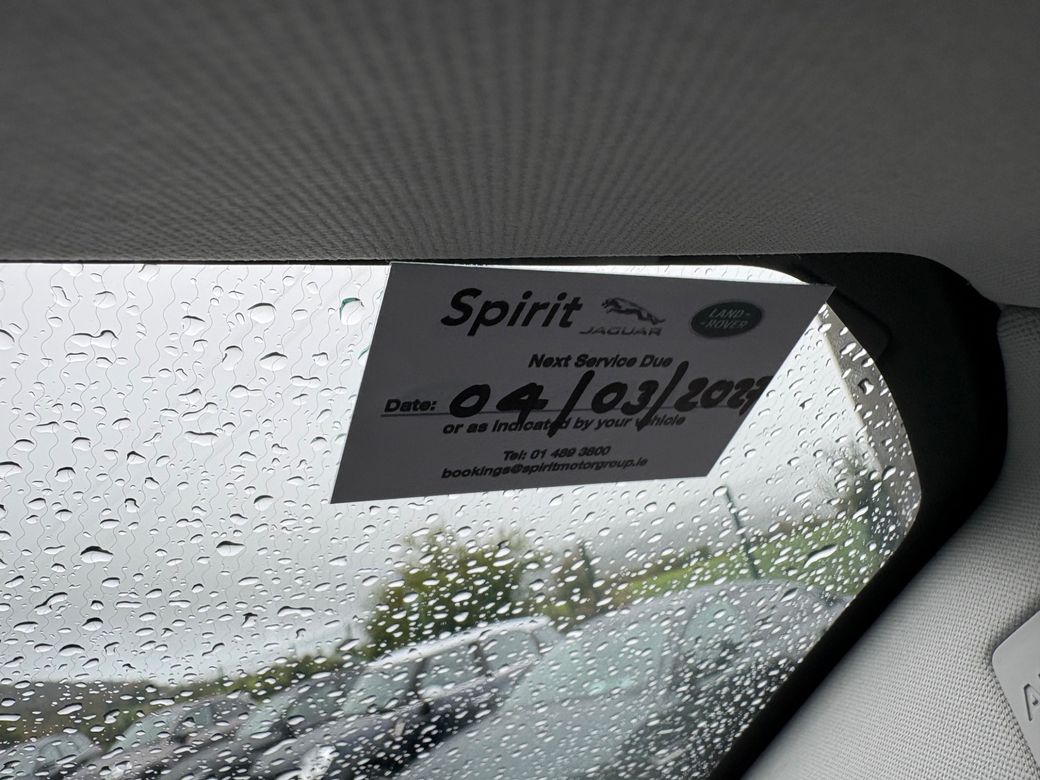 Spirit JAGUAR LAND-ROVER
Next Service Due
Date: 04/03/2027
or as indicated by your vehicle
Tel: 01 489 3800
bookings@spiritmotorgroup.ie